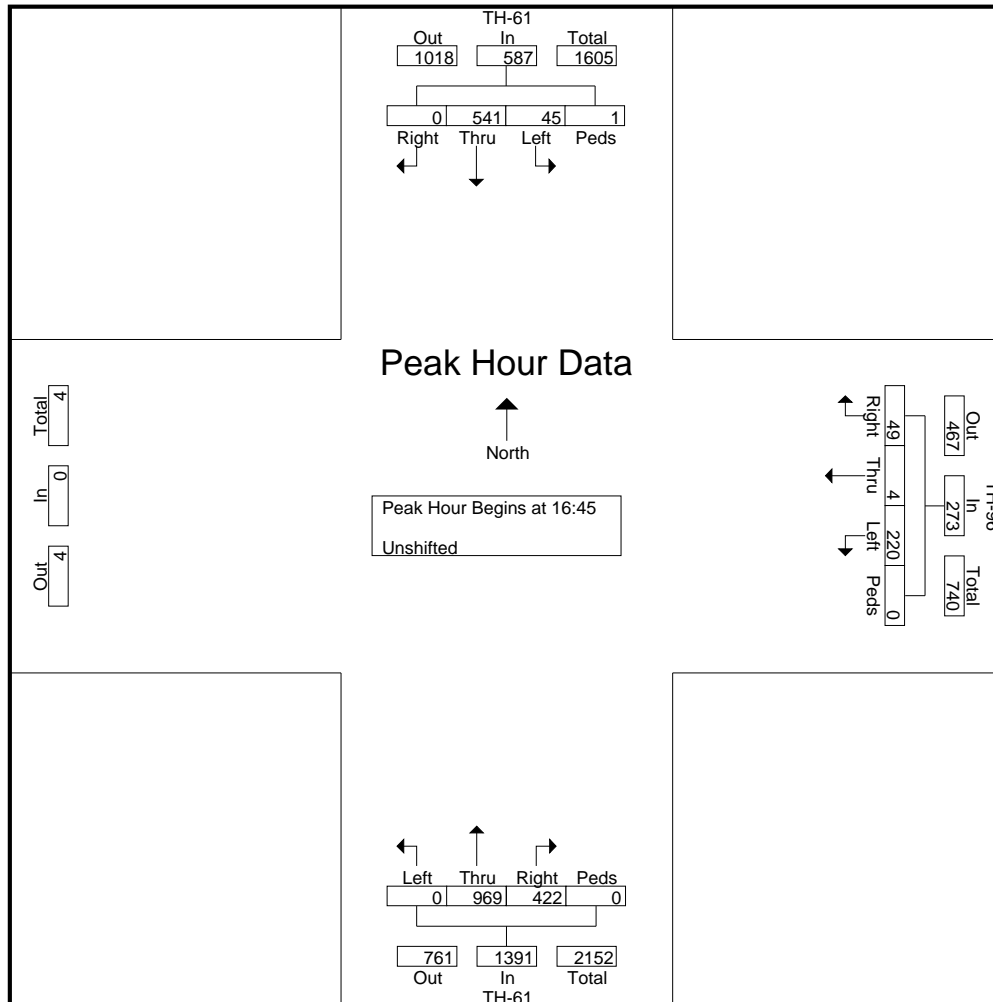 TH-61
Out In Total
1018 587 1605
0 541 45 1
Right Thru Left Peds
Peak Hour Data
North
Peak Hour Begins at 16:45
Unshifted
Total
4
In
0
Out
4
Out In Total
467 273 740
49 4 220 0
Right Thru Left Peds
Left Thru Right Peds
0 969 422 0
761 1391 2152
Out In Total
TH-61